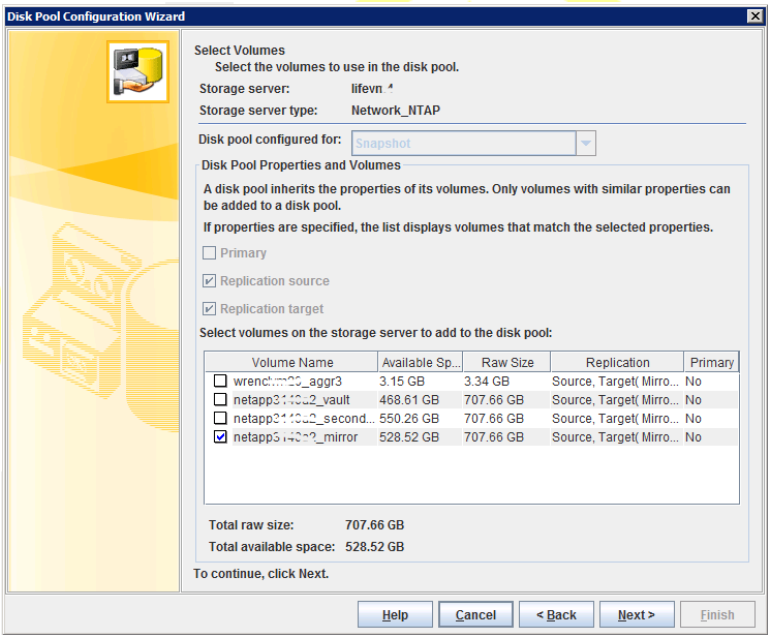 Disk Pool Configuration Wizard
Select Volumes
Select the volumes to use in the disk pool.
Storage server:
Storage server type: Network_NTAP
Disk pool configured for: Snapshot
Disk Pool Properties and Volumes
A disk pool inherits the properties of its volumes. Only volumes with similar properties can
be added to a disk pool.
If properties are specified, the list displays volumes that match the selected properties.
Primary
Replication source
Replication target
Select volumes on the storage server to add to the disk pool:
Volume Name Available Sp... Raw Size Replication Primary
3.15 GB 3.34 GB Source, Target( Mirro... No
468.61 GB 707.66 GB Source, Target( Mirro... No
550.26 GB 707.66 GB Source, Target( Mirro... No
528.52 GB 707.66 GB Source, Target( Mirro... No
Total raw size: 707.66 GB
Total available space: 528.52 GB
To continue, click Next.
Help Cancel < Back Next > Finish